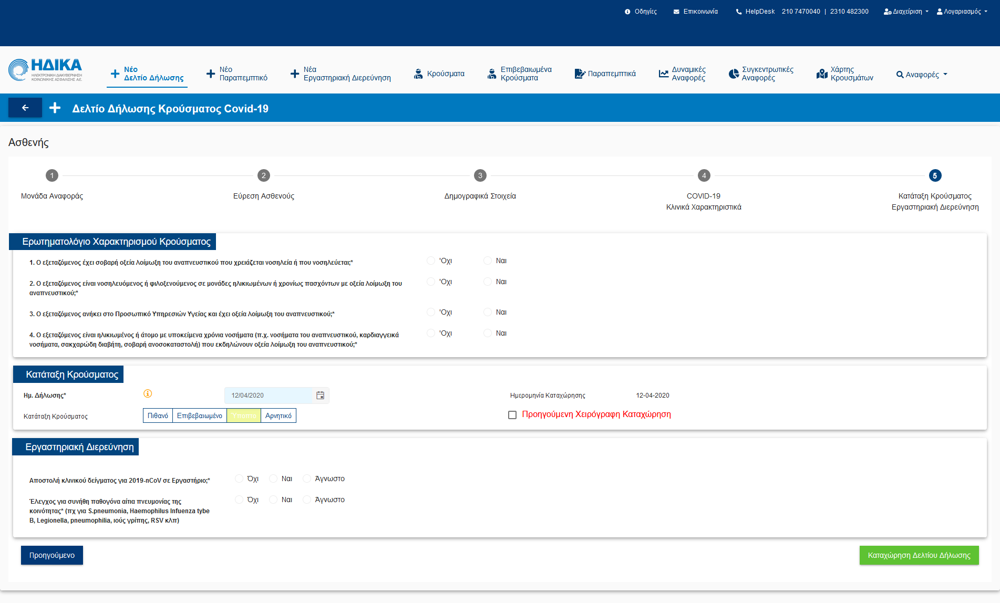 Οδηγίες Επικοινωνία HelpDesk 210 7470040 | 2310 482300 Διαχείριση Λογαριασμός
ΗΔΙΚΑ
ΗΛΕΚΤΡΟΝΙΚΗ ΔΙΑΚΥΒΕΡΝΗΣΗ
ΚΟΙΝΩΝΙΚΗΣ ΑΣΦΑΛΙΣΗΣ Α.Ε.
Νέο
Δελτίο Δήλωσης
Νέο
Παραπεμπτικό
Νέα
Εργαστηριακή Διερεύνηση
Κρούσματα
Επιβεβαιωμένα
Κρούσματα
Παραπεμπτικά
Δυναμικές
Αναφορές
Συγκεντρωτικές
Αναφορές
Χάρτης
Κρουσμάτων
Αναφορές
Δελτίο Δήλωσης Κρούσματος Covid-19
Ασθενής
1 2 3 4 5
Μονάδα Αναφοράς
Εύρεση Ασθενούς
Δημογραφικά Στοιχεία
COVID-19
Κλινικά Χαρακτηριστικά
Κατάταξη Κρούσματος
Εργαστηριακή Διερεύνηση
Ερωτηματολόγιο Χαρακτηρισμού Κρούσματος
1. Ο εξεταζόμενος έχει σοβαρή οξεία λοίμωξη του αναπνευστικού που χρειάζεται νοσηλεία ή που νοσηλεύεται;* 'Οχι Ναι
2. Ο εξεταζόμενος είναι νοσηλευόμενος ή φιλοξενούμενος σε μονάδες ηλικιωμένων ή χρονίως πασχόντων με οξεία λοίμωξη του 'Οχι Ναι
αναπνευστικού;*
3. Ο εξεταζόμενος ανήκει στο Προσωπικό Υπηρεσιών Υγείας και έχει οξεία λοίμωξη του αναπνευστικού;* 'Οχι Ναι
4. Ο εξεταζόμενος είναι ηλικιωμένος ή άτομο με υποκείμενα χρόνια νοσήματα (π.χ. νοσήματα του αναπνευστικού, καρδιαγγεικά 'Οχι Ναι
νοσήματα, σακχαρώδη διαβήτη, σοβαρή ανοσοκαταστολή) που εκδηλώνουν οξεία λοίμωξη του αναπνευστικού;*
Κατάταξη Κρούσματος
Ημ. Δήλωσης* 12/04/2020 Ημερομηνία Καταχώρησης 12-04-2020
Κατάταξη Κρούσματος Πιθανό Επιβεβαιωμένο Ύποπτο Αρνητικό Προηγούμενη Χειρόγραφη Καταχώρηση
Εργαστηριακή Διερεύνηση
Αποστολή κλινικού δείγματος για 2019-nCoV σε Εργαστήριο;* Όχι Ναι Άγνωστο
Έλεγχος για συνήθη παθογόνα αίτια πνευμονίας της Όχι Ναι Άγνωστο
κοινότητας* (πχ για S.pneumonia, Haemophilus Infuenza tybe
B, Legionella, pneumophilia, ιούς γρίπης, RSV κλπ)
Προηγούμενο Καταχώρηση Δελτίου Δήλωσης